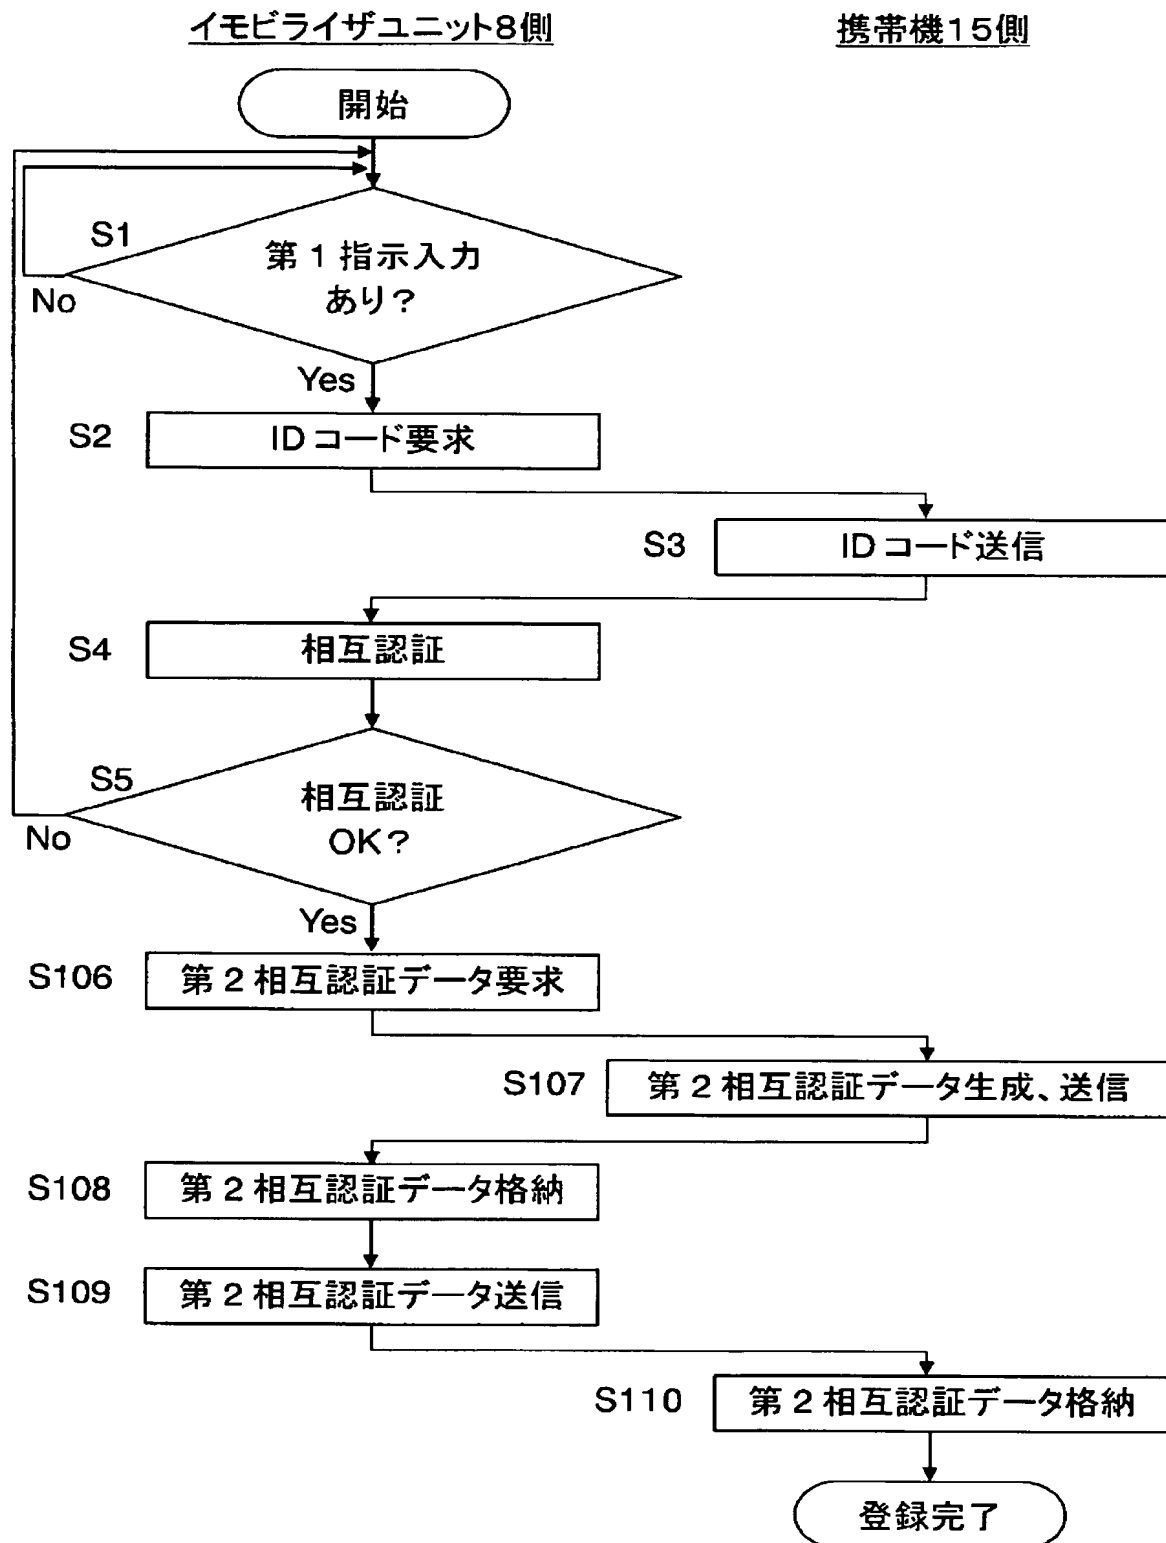 イモビライザユニット8側
携帯機15側
開始
S1
第1指示入力
あり?
No
Yes
S2
IDコード要求
S3
IDコード送信
S4
相互認証
S5
相互認証
OK?
No
Yes
S106
第2相互認証データ要求
S107
第2相互認証データ生成、送信
S108
第2相互認証データ格納
S109
第2相互認証データ送信
S110
第2相互認証データ格納
登録完了